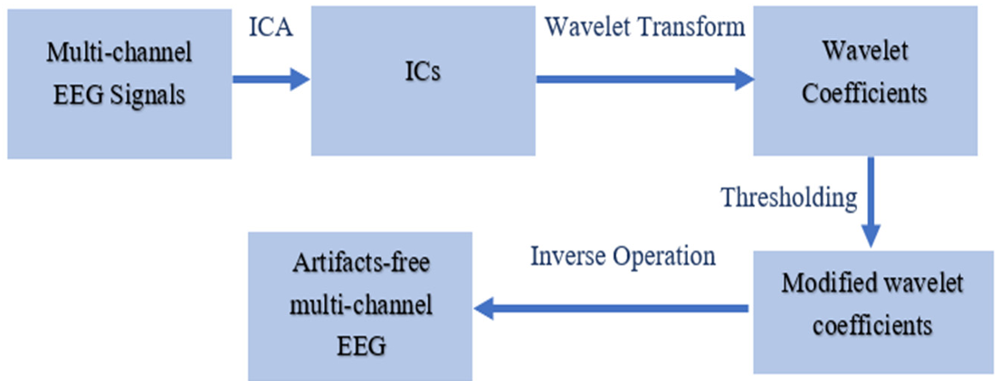 Multi-channel
EEG Signals
ICA
ICs
Wavelet Transform
Wavelet
Coefficients
Thresholding
Modified wavelet
coefficients
Inverse Operation
Artifacts-free
multi-channel
EEG